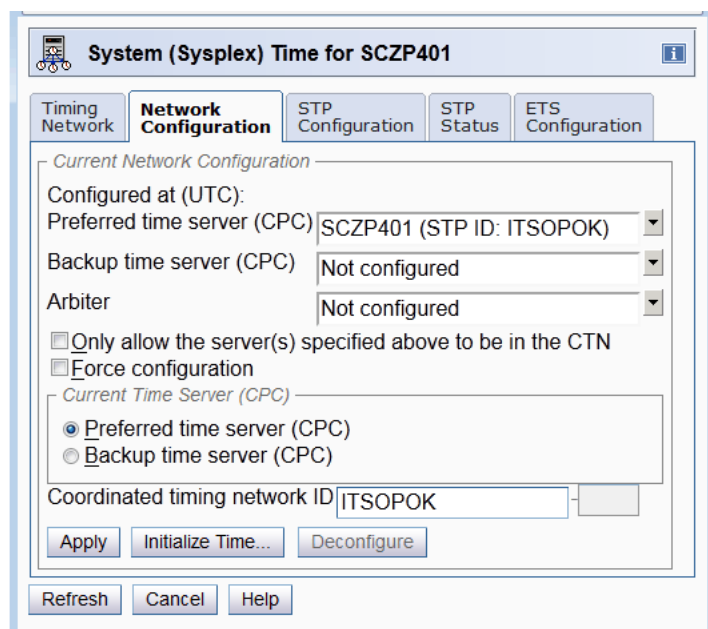 System (Sysplex) Time for SCZP401
i
Timing Network
Network Configuration
STP Configuration
STP Status
ETS Configuration
Current Network Configuration
Configured at (UTC):
Preferred time server (CPC) SCZP401 (STP ID: ITSOPOK)
Backup time server (CPC) Not configured
Arbiter Not configured
Only allow the server(s) specified above to be in the CTN
Force configuration
Current Time Server (CPC)
Preferred time server (CPC)
Backup time server (CPC)
Coordinated timing network ID ITSOPOK -
Apply Initialize Time... Deconfigure
Refresh Cancel Help